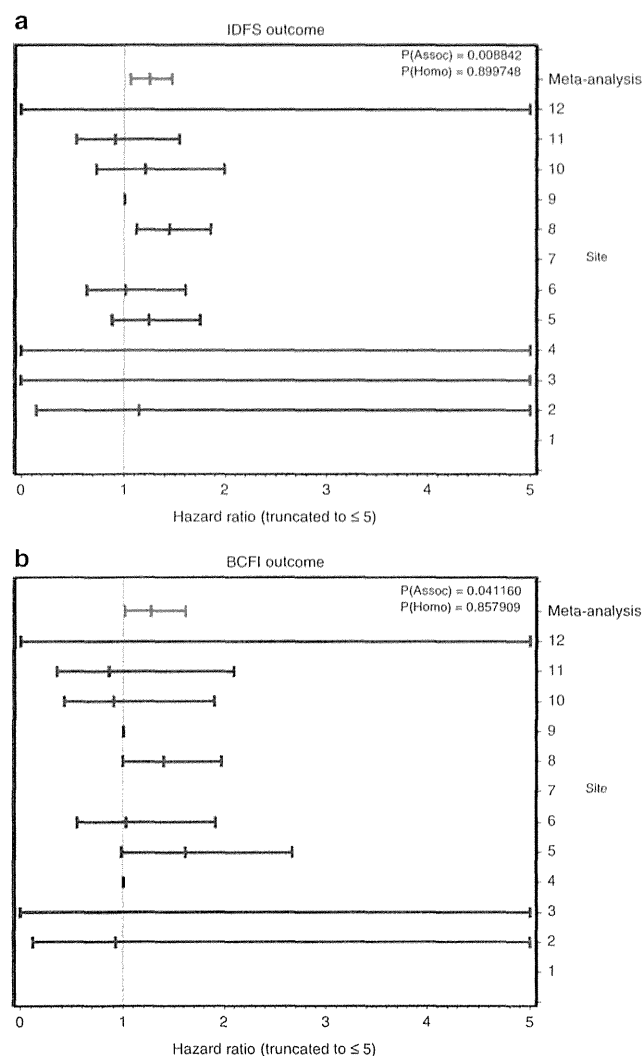 a
IDFS outcome
P(Assoc) = 0.008842
P(Homo) = 0.899748
Meta-analysis
12
11
10
9
8
7
Site
6
5
4
3
2
1
0 1 2 3 4 5
Hazard ratio (truncated to ≤ 5)
b
BCFI outcome
P(Assoc) = 0.041160
P(Homo) = 0.857909
Meta-analysis
12
11
10
9
8
7
Site
6
5
4
3
2
1
0 1 2 3 4 5
Hazard ratio (truncated to ≤ 5)